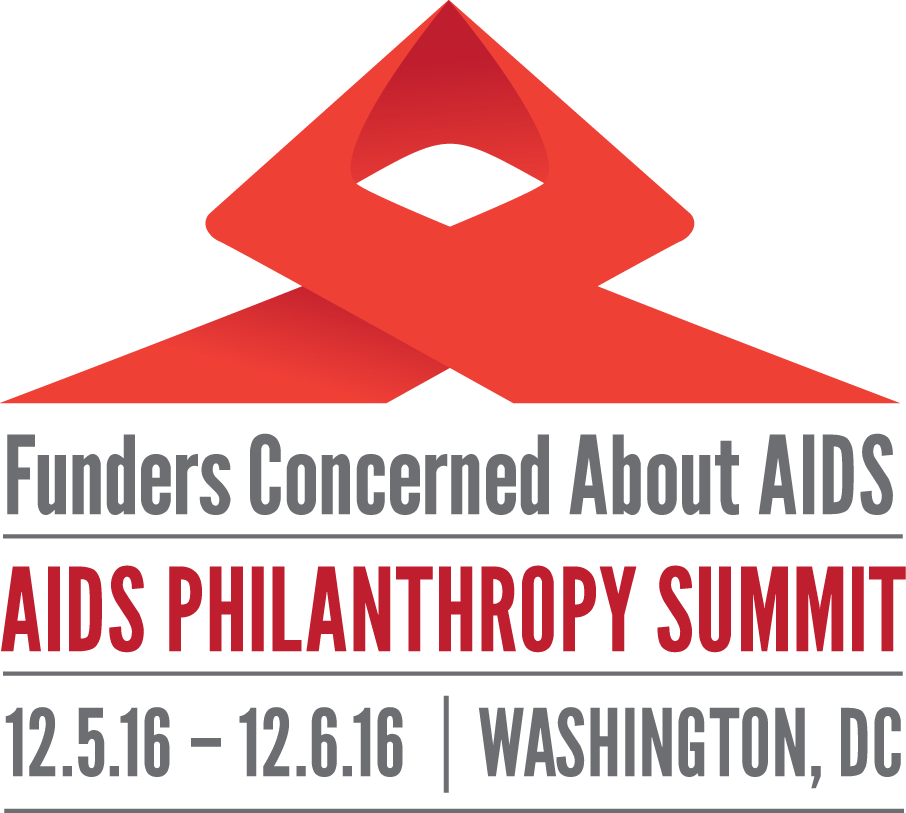 Funders Concerned About AIDS
AIDS PHILANTHROPY SUMMIT
12.5.16 – 12.6.16 | WASHINGTON, DC